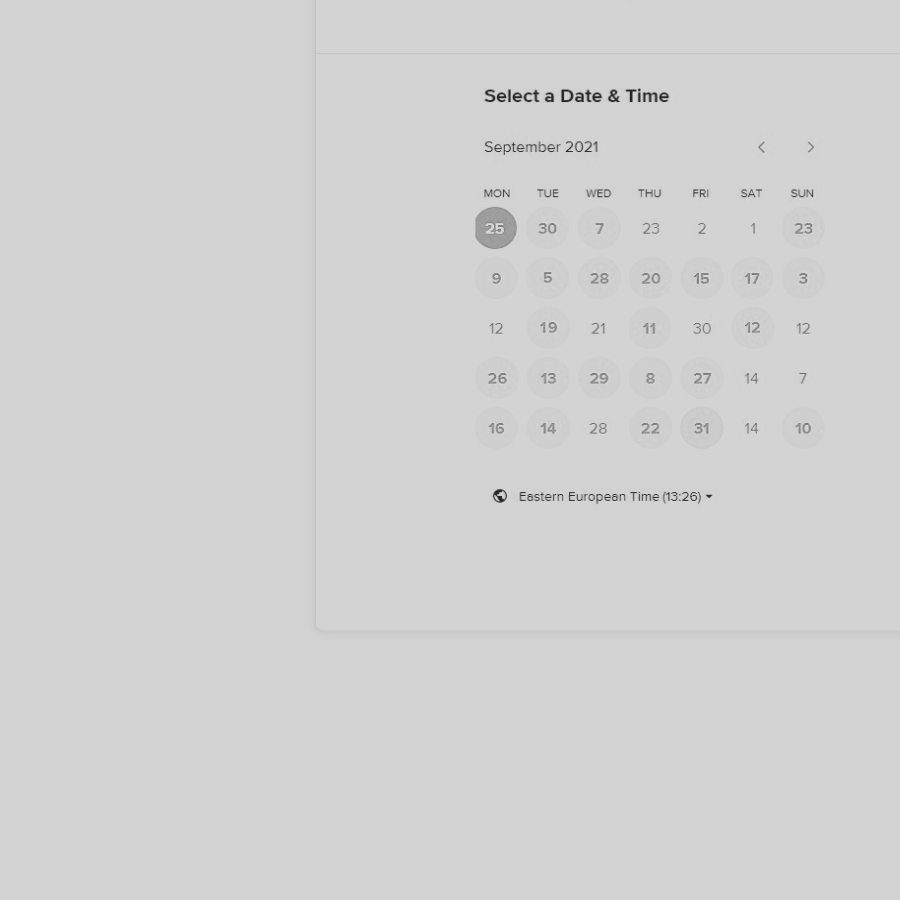 Select a Date & Time
September 2021
MON TUE WED THU FRI SAT SUN
25 30 7 23 2 1 23
9 5 28 20 15 17 3
12 19 21 11 30 12 12
26 13 29 8 27 14 7
16 14 28 22 31 14 10
Eastern European Time (13:26)